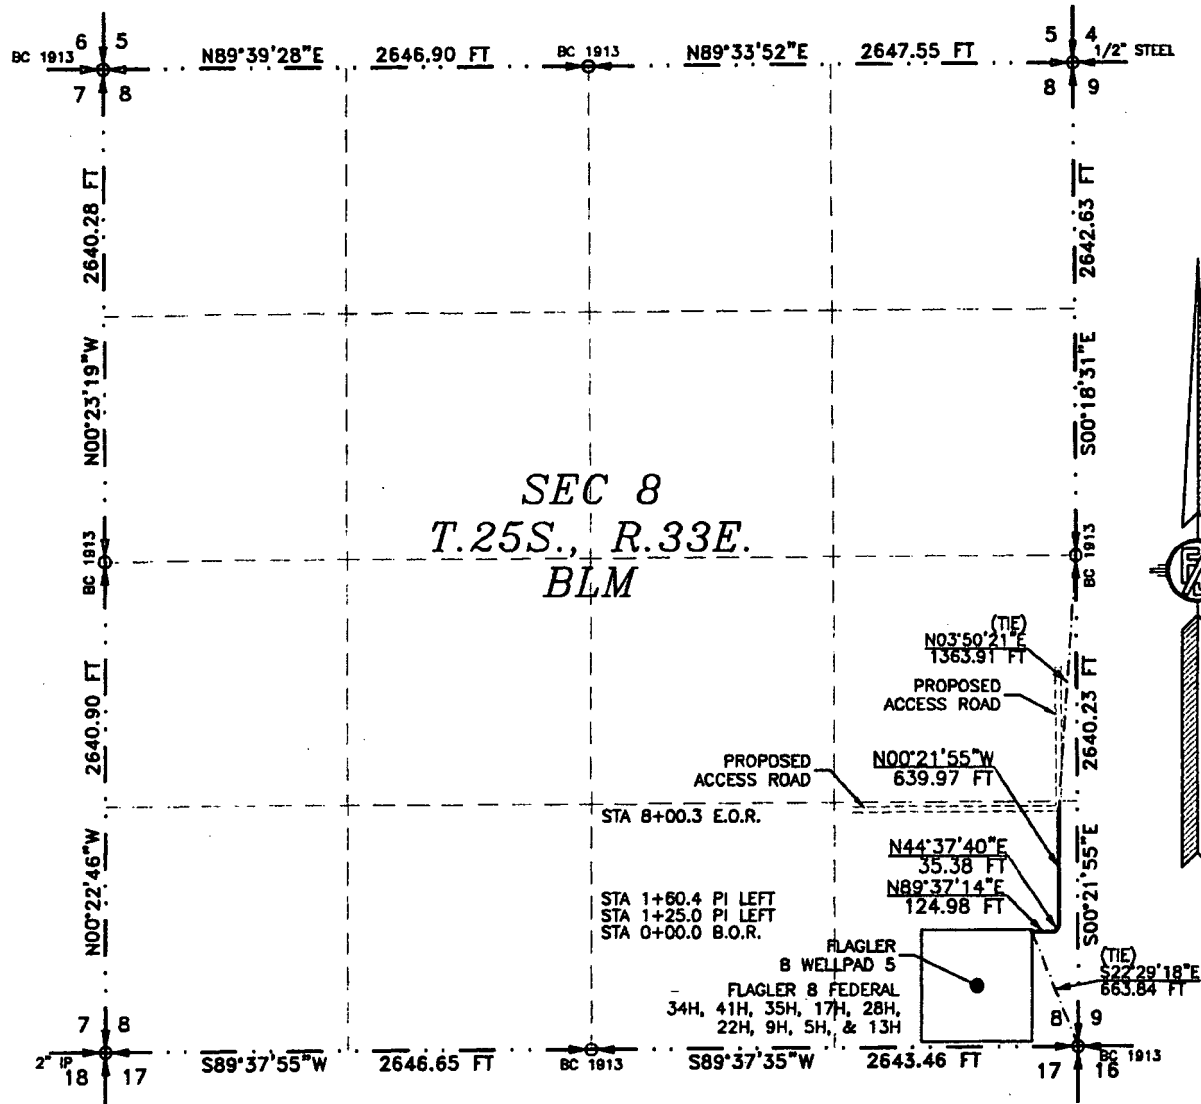 6 5
BC 1913
N89°39'28"E 2646.90 FT
BC 1913
N89°33'52"E 2647.55 FT
5 4
1/2" STEEL
7 8
8 9
2640.28 FT
2642.63 FT
N00°23'19"W
S00°18'31"E
SEC 8
T.25S., R.33E.
BLM
BC 1913
BC 1913
(TIE)
N03°50'21"E
1363.91 FT
PROPOSED
ACCESS ROAD
2640.90 FT
2640.23 FT
PROPOSED
ACCESS ROAD
N00°21'55"W
639.97 FT
STA 8+00.3 E.O.R.
N00°22'46"W
S00°21'55"E
N44°37'40"E
35.38 FT
N89°37'14"E
124.98 FT
STA 1+60.4 PI LEFT
STA 1+25.0 PI LEFT
STA 0+00.0 B.O.R.
FLAGLER
8 WELLPAD 5
FLAGLER 8 FEDERAL
34H, 41H, 35H, 17H, 28H,
22H, 9H, 5H, & 13H
(TIE)
S22°29'18"E
663.84 FT
7 8
8 9
2" IP
18 17
S89°37'55"W 2646.65 FT
BC 1913
S89°37'35"W 2643.46 FT
17 16
BC 1913